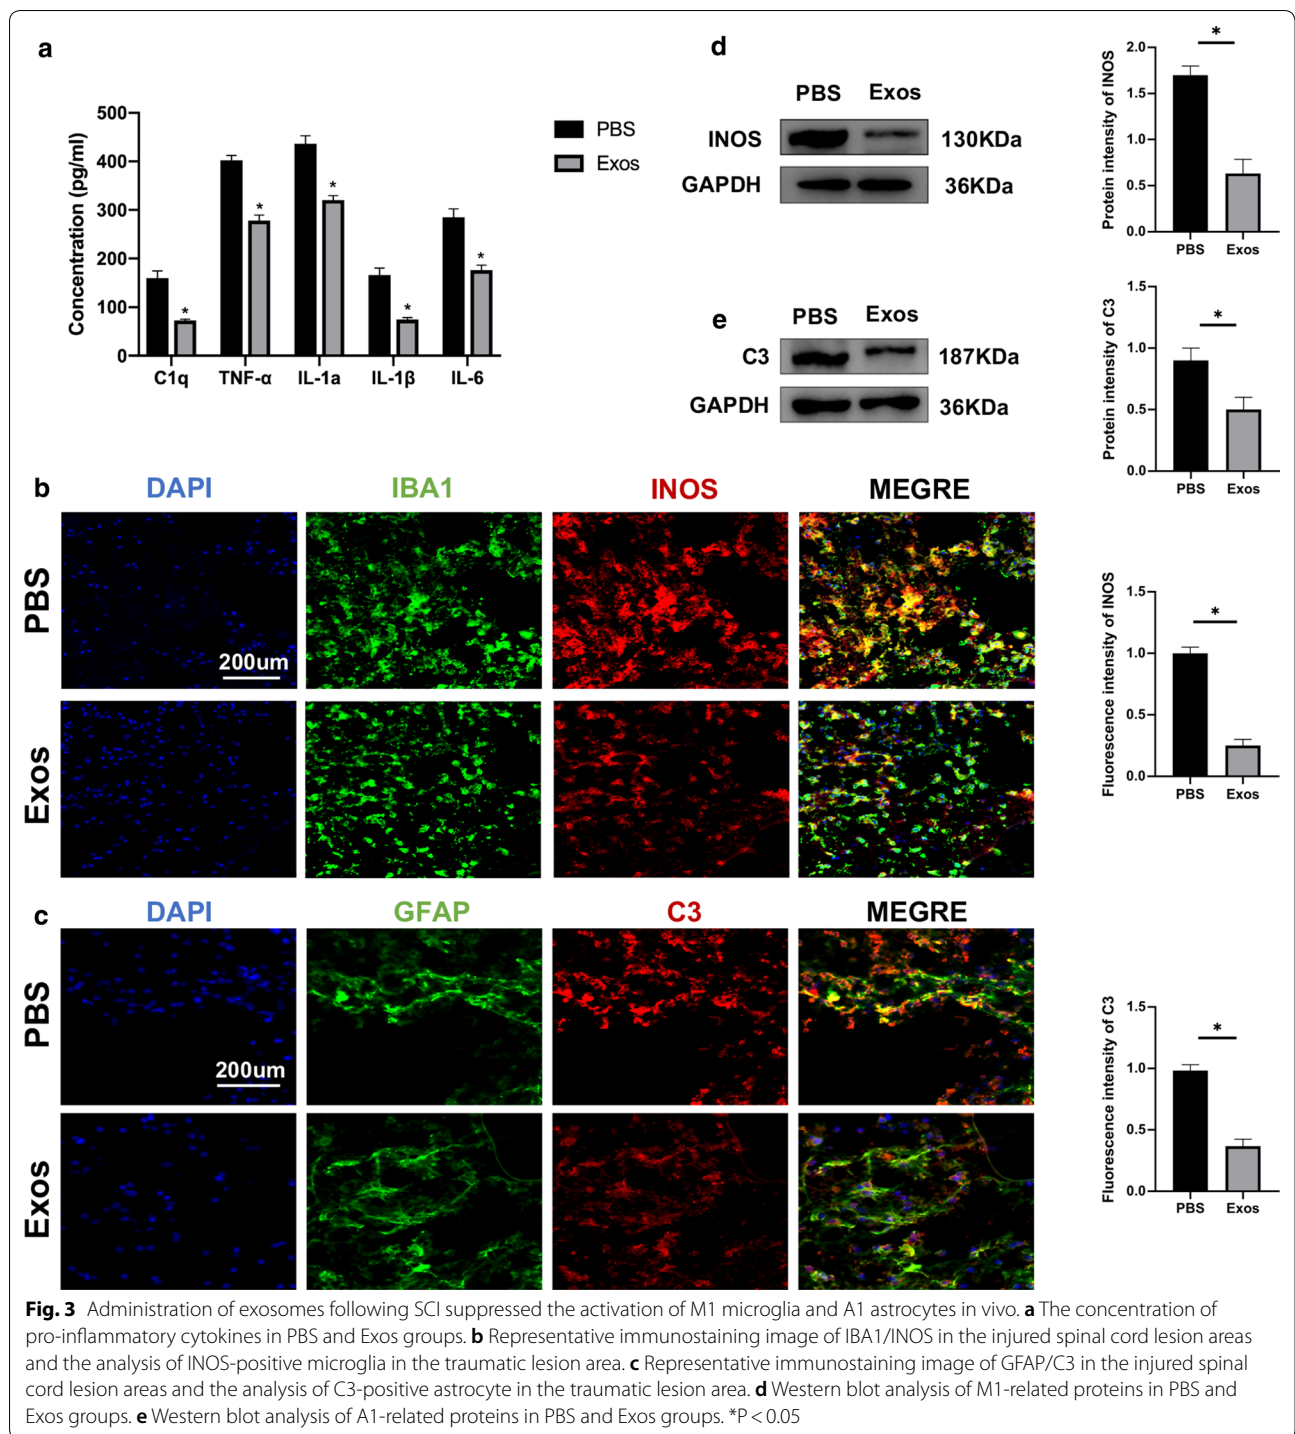 a
500
400
300
200
100
0
Concentration (pg/ml)
PBS
Exos
* * * * *
C1q TNF-α IL-1a IL-1β IL-6
d
PBS Exos
INOS 130KDa
GAPDH 36KDa
Protein intensity of INOS
2.0
1.5
1.0
0.5
0.0
*
PBS Exos
e
PBS Exos
C3 187KDa
GAPDH 36KDa
Protein intensity of C3
1.5
1.0
0.5
0.0
*
PBS Exos
b
DAPI IBA1 INOS MEGRE
PBS
200um
Exos
Fluorescence intensity of INOS
1.5
1.0
0.5
0.0
*
PBS Exos
c
DAPI GFAP C3 MEGRE
PBS
200um
Exos
Fluorescence intensity of C3
1.5
1.0
0.5
0.0
*
PBS Exos
Fig. 3 Administration of exosomes following SCI suppressed the activation of M1 microglia and A1 astrocytes in vivo. a The concentration of
pro-inflammatory cytokines in PBS and Exos groups. b Representative immunostaining image of IBA1/INOS in the injured spinal cord lesion areas
and the analysis of INOS-positive microglia in the traumatic lesion area. c Representative immunostaining image of GFAP/C3 in the injured spinal
cord lesion areas and the analysis of C3-positive astrocyte in the traumatic lesion area. d Western blot analysis of M1-related proteins in PBS and
Exos groups. e Western blot analysis of A1-related proteins in PBS and Exos groups. *P < 0.05